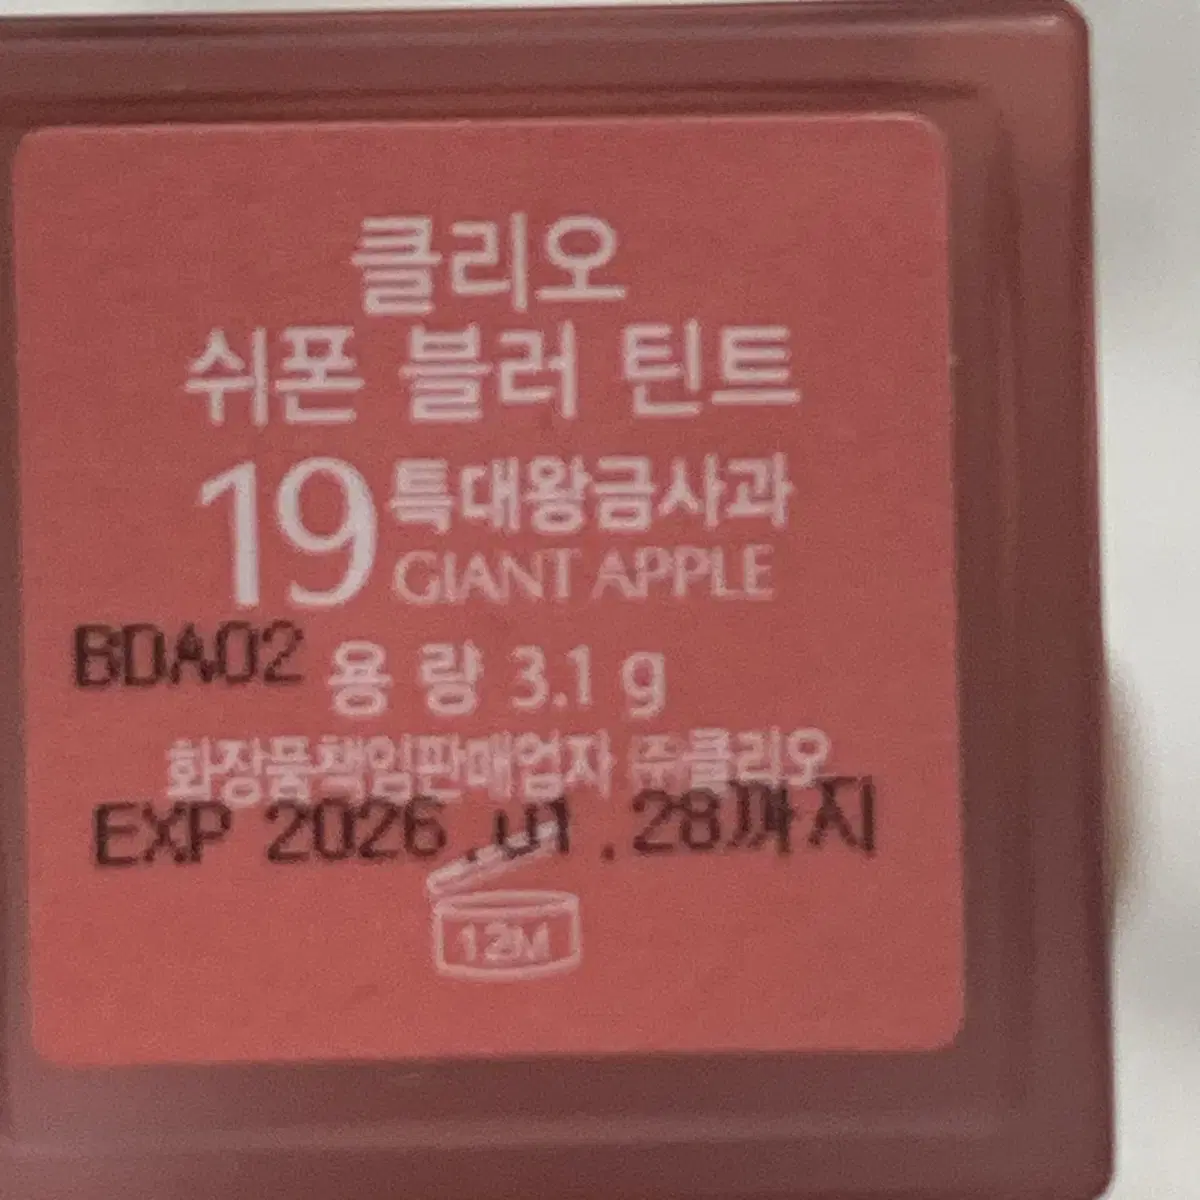 클리오
쉬폰 블러 틴트
19 특대왕금사과
GIANT APPLE
BDA02 용 량 3.1 g
화장품책임판매업자 ㈜클리오
EXP 2026.01.28까지
12M